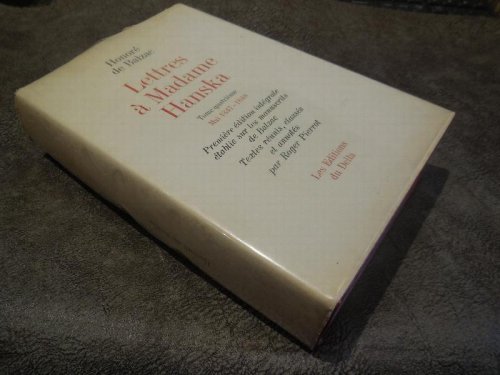 Honoré
de Balzac
Lettres
à Madame
Hanska
Tome quatrième
Première édition intégrale
établie sur les manuscrits
de Balzac
Textes réunis, classés
et annotés
par Roger Pierrot
Les Editions
du Delta